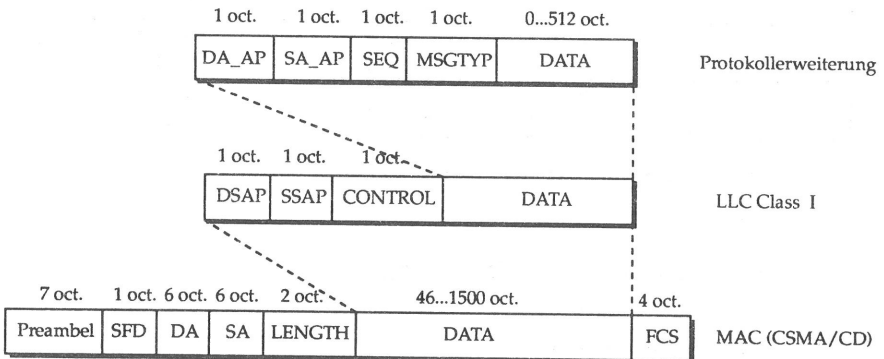 1 oct. 1 oct. 1 oct. 1 oct. 0...512 oct.
DA_AP SA_AP SEQ MSGTYP DATA Protokollerweiterung
1 oct. 1 oct. 1 oct.
DSAP SSAP CONTROL DATA LLC Class I
7 oct. 1 oct. 6 oct. 6 oct. 2 oct. 46...1500 oct. 4 oct.
Preambel SFD DA SA LENGTH DATA FCS MAC (CSMA/CD)